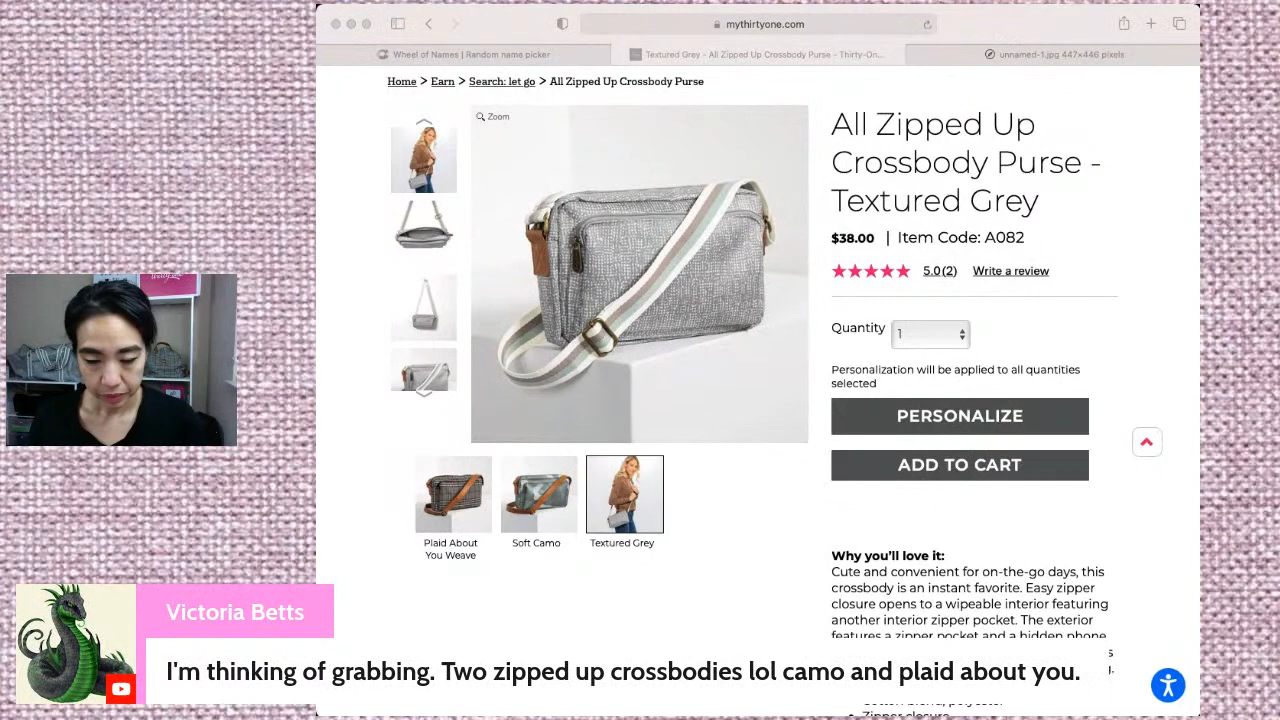 mythirtyone.com
Wheel of Names | Random name picker
Textured Grey - All Zipped Up Crossbody Purse - Thirty-On...
unnamed-1.jpg 447×446 pixels
Home > Earn > Search: let go > All Zipped Up Crossbody Purse
Zoom
All Zipped Up
Crossbody Purse -
Textured Grey
$38.00 | Item Code: A082
5.0(2) Write a review
Quantity 1
Personalization will be applied to all quantities
selected
PERSONALIZE
ADD TO CART
Plaid About
You Weave
Soft Camo
Textured Grey
Why you'll love it:
Cute and convenient for on-the-go days, this
crossbody is an instant favorite. Easy zipper
closure opens to a wipeable interior featuring
another interior zipper pocket. The exterior
features a zipper pocket and a hidden phone
Victoria Betts
I'm thinking of grabbing. Two zipped up crossbodies lol camo and plaid about you.
Zipper closure